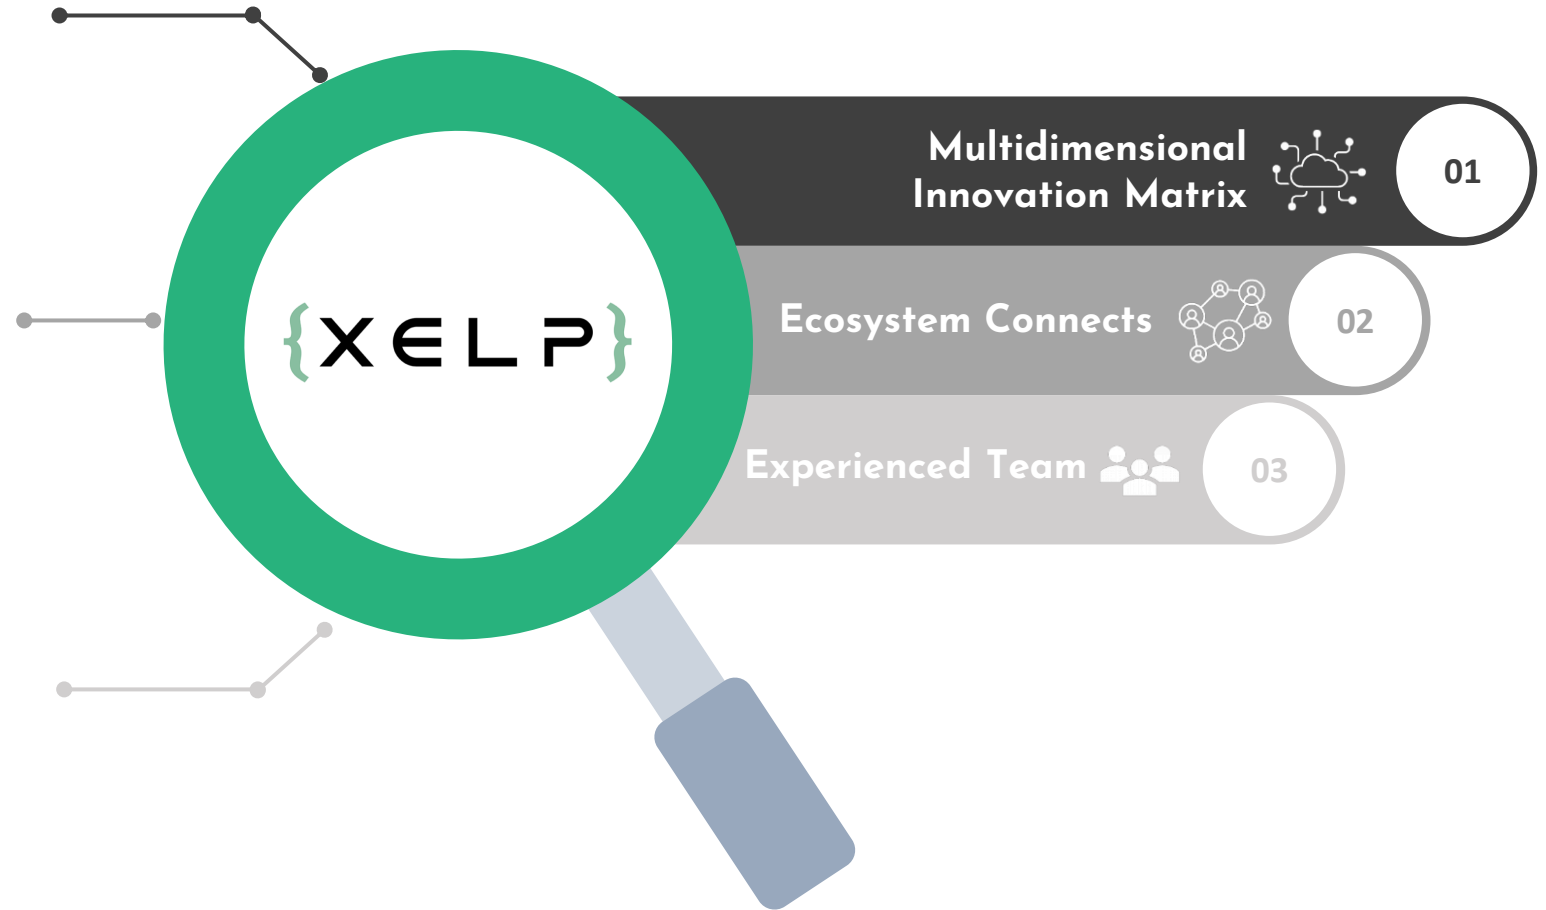 {XELP}
Multidimensional
Innovation Matrix
01
Ecosystem Connects
02
Experienced Team
03